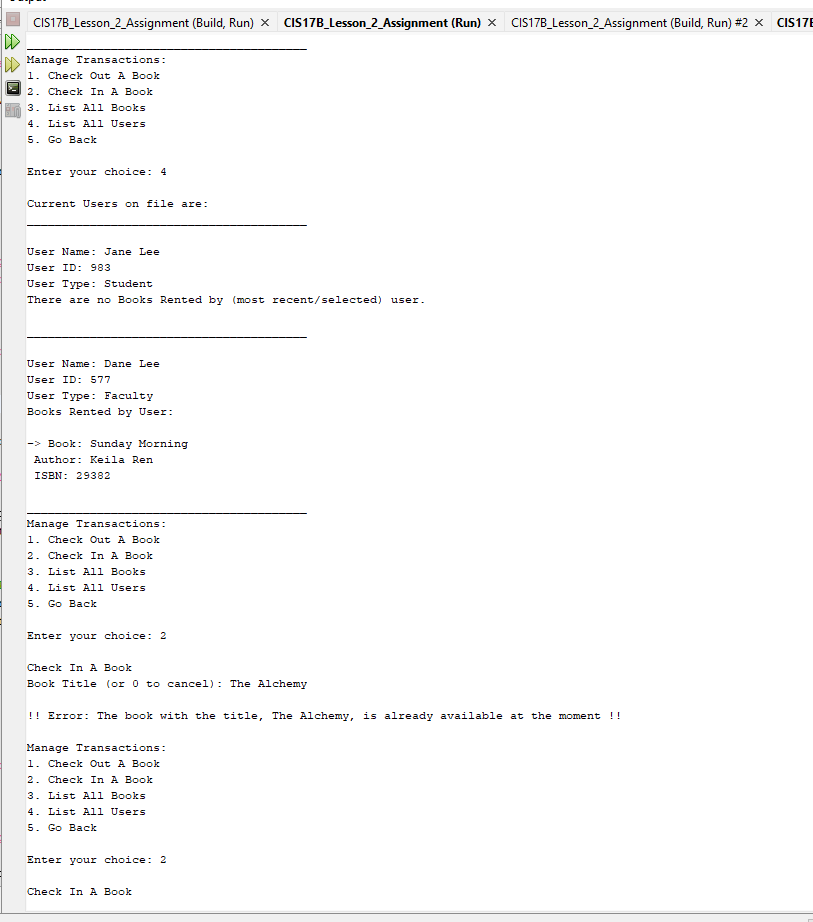 CIS17B_Lesson_2_Assignment (Build, Run) × CIS17B_Lesson_2_Assignment (Run) × CIS17B_Lesson_2_Assignment (Build, Run) #2 × CIS17
Manage Transactions:
1. Check Out A Book
2. Check In A Book
3. List All Books
4. List All Users
5. Go Back
Enter your choice: 4
Current Users on file are:
User Name: Jane Lee
User ID: 983
User Type: Student
There are no Books Rented by (most recent/selected) user.
User Name: Dane Lee
User ID: 577
User Type: Faculty
Books Rented by User:
-> Book: Sunday Morning
Author: Keila Ren
ISBN: 29382
Manage Transactions:
1. Check Out A Book
2. Check In A Book
3. List All Books
4. List All Users
5. Go Back
Enter your choice: 2
Check In A Book
Book Title (or 0 to cancel): The Alchemy
!! Error: The book with the title, The Alchemy, is already available at the moment !!
Manage Transactions:
1. Check Out A Book
2. Check In A Book
3. List All Books
4. List All Users
5. Go Back
Enter your choice: 2
Check In A Book